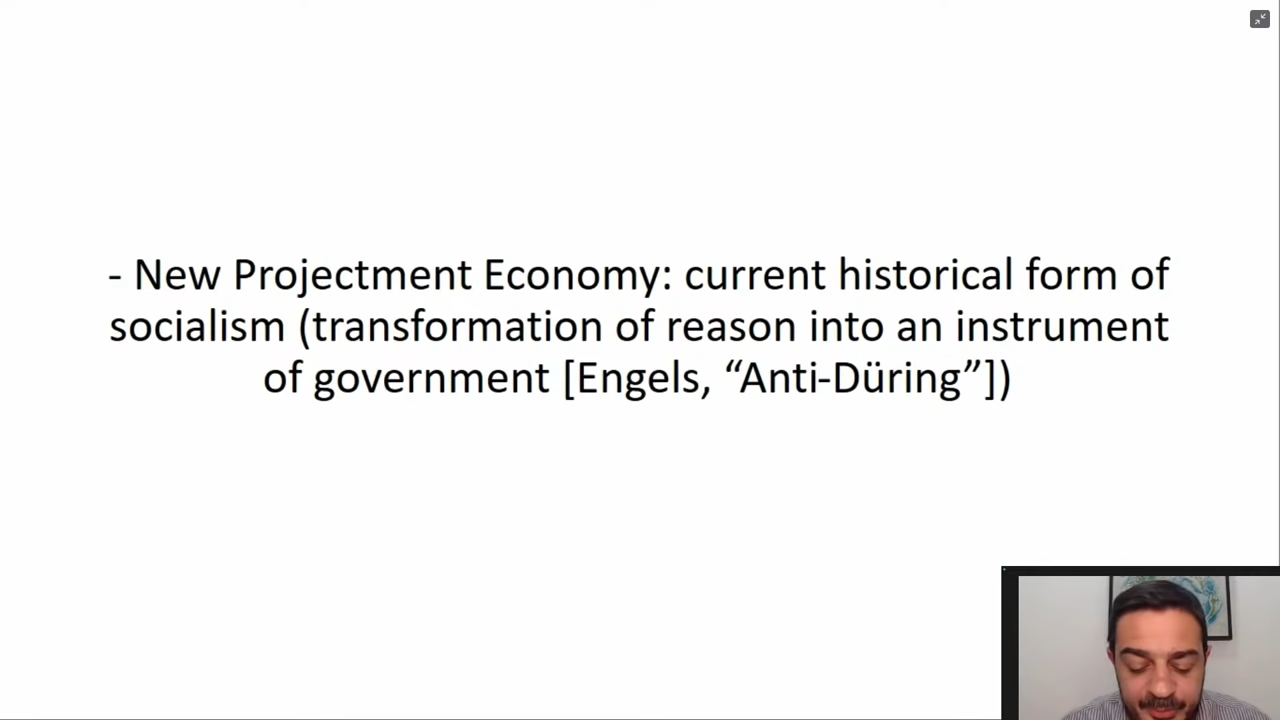 - New Projectment Economy: current historical form of
socialism (transformation of reason into an instrument
of government [Engels, “Anti-Düring”])